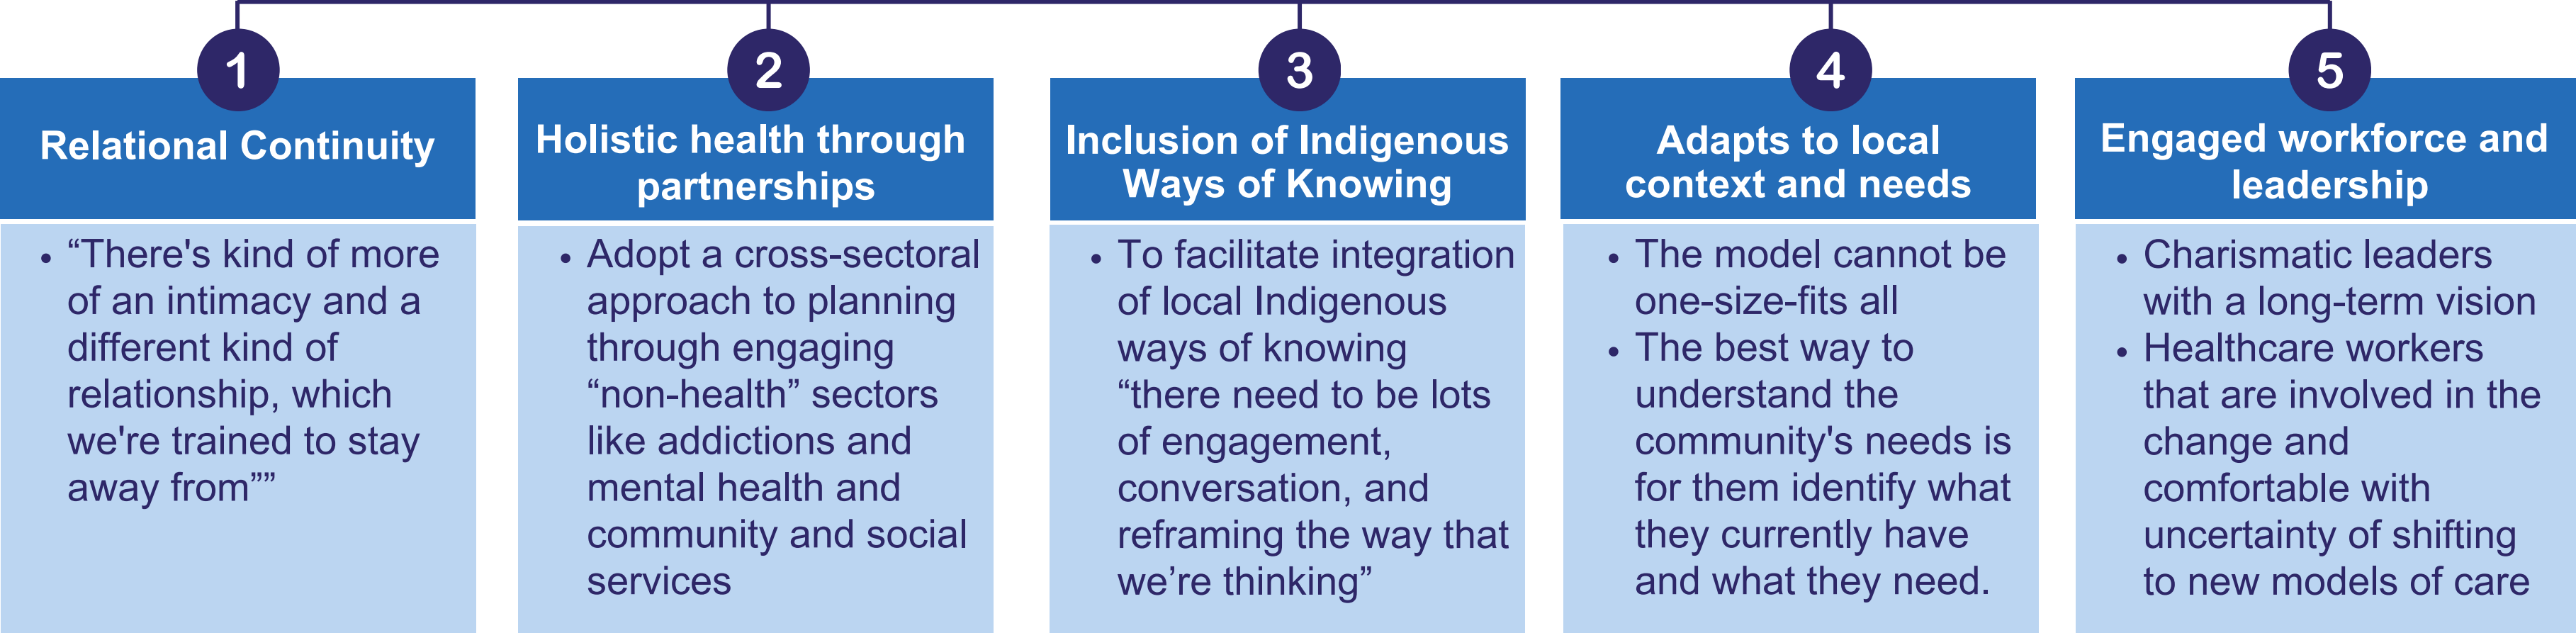 1
Relational Continuity
• “There's kind of more
of an intimacy and a
different kind of
relationship, which
we're trained to stay
away from””
2
Holistic health through
partnerships
• Adopt a cross-sectoral
approach to planning
through engaging
“non-health” sectors
like addictions and
mental health and
community and social
services
3
Inclusion of Indigenous
Ways of Knowing
• To facilitate integration
of local Indigenous
ways of knowing
“there need to be lots
of engagement,
conversation, and
reframing the way that
we’re thinking”
4
Adapts to local
context and needs
• The model cannot be
one-size-fits all
• The best way to
understand the
community's needs is
for them identify what
they currently have
and what they need.
5
Engaged workforce and
leadership
• Charismatic leaders
with a long-term vision
• Healthcare workers
that are involved in the
change and
comfortable with
uncertainty of shifting
to new models of care